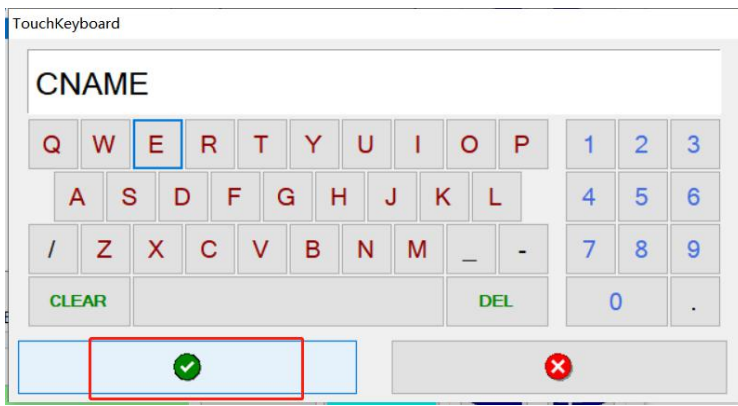 TouchKeyboard
CNAME
Q W E R T Y U I O P 1 2 3
A S D F G H J K L 4 5 6
/ Z X C V B N M _ - 7 8 9
CLEAR DEL 0 .